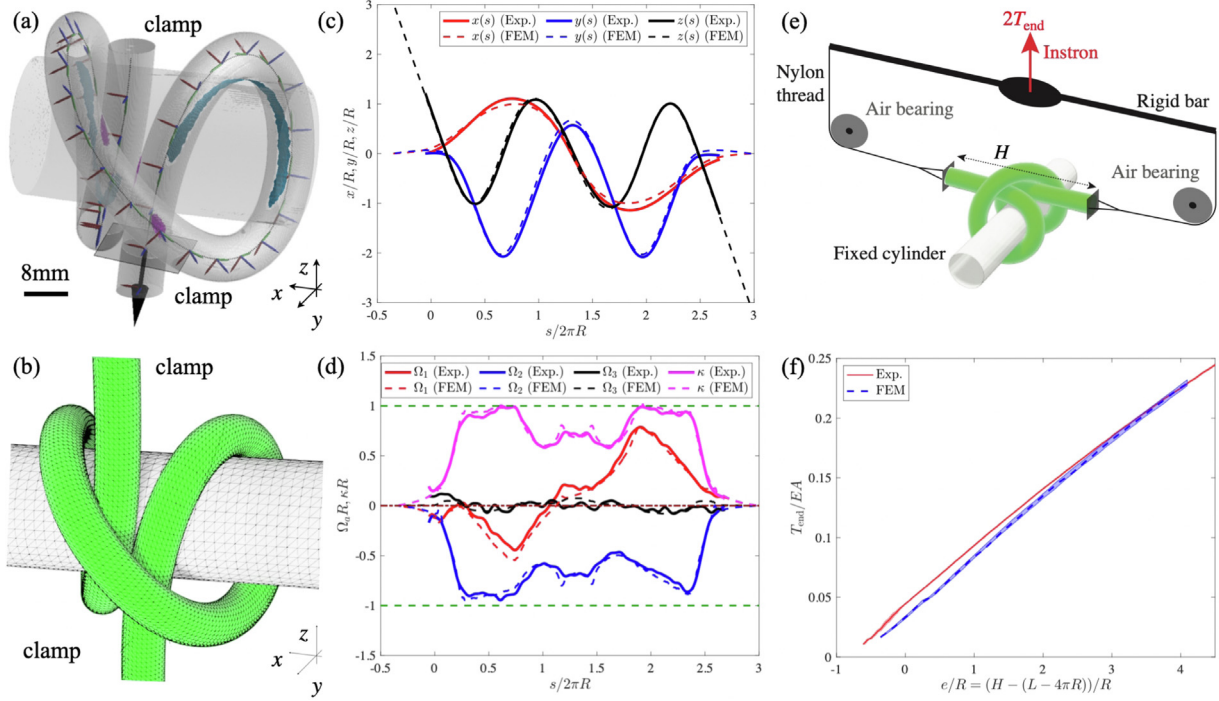 (a)
clamp
8mm
clamp
z
x
y
(b)
clamp
clamp
z
x
y
(c)
x(s) (Exp.) y(s) (Exp.) z(s) (Exp.)
x(s) (FEM) y(s) (FEM) z(s) (FEM)
3
2
1
0
-1
-2
-3
x/R, y/R, z/R
-0.5 0 0.5 1 1.5 2 2.5 3
s/2πR
(d)
Ω₁ (Exp.) Ω₂ (Exp.) Ω₃ (Exp.) κ (Exp.)
Ω₁ (FEM) Ω₂ (FEM) Ω₃ (FEM) κ (FEM)
1.5
1
0.5
0
-0.5
-1
-1.5
ΩₐR, κR
-0.5 0 0.5 1 1.5 2 2.5 3
s/2πR
(e)
2T_end
Instron
Nylon
thread
Rigid bar
Air bearing
H
Air bearing
Fixed cylinder
(f)
Exp.
FEM
0.25
0.2
0.15
0.1
0.05
0
T_end/EA
-1 0 1 2 3 4
e/R = (H − (L − 4πR))/R